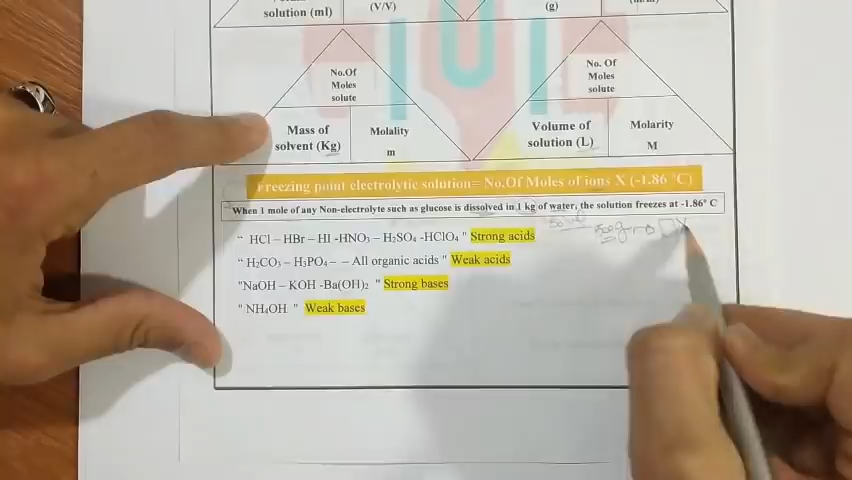 solution (ml)
(V/V)
(g)
No.Of
Moles
solute
No. Of
Moles
solute
Mass of
solvent (Kg)
Molality
m
Volume of
solution (L)
Molarity
M
Freezing point electrolytic solution= No.Of Moles of ions X (-1.86 °C)
When 1 mole of any Non-electrolyte such as glucose is dissolved in 1 kg of water, the solution freezes at -1.86° C
" HCl – HBr – HI -HNO₃ – H₂SO₄ -HClO₄ " Strong acids
" H₂CO₃ – H₃PO₄ – – All organic acids " Weak acids
"NaOH – KOH -Ba(OH)₂ " Strong bases
" NH₄OH " Weak bases